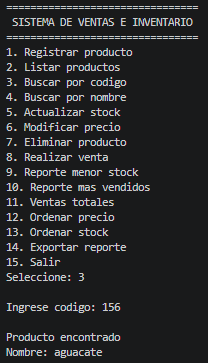 ================================
SISTEMA DE VENTAS E INVENTARIO
================================
1. Registrar producto
2. Listar productos
3. Buscar por codigo
4. Buscar por nombre
5. Actualizar stock
6. Modificar precio
7. Eliminar producto
8. Realizar venta
9. Reporte menor stock
10. Reporte mas vendidos
11. Ventas totales
12. Ordenar precio
13. Ordenar stock
14. Exportar reporte
15. Salir
Seleccione: 3
Ingrese codigo: 156
Producto encontrado
Nombre: aguacate